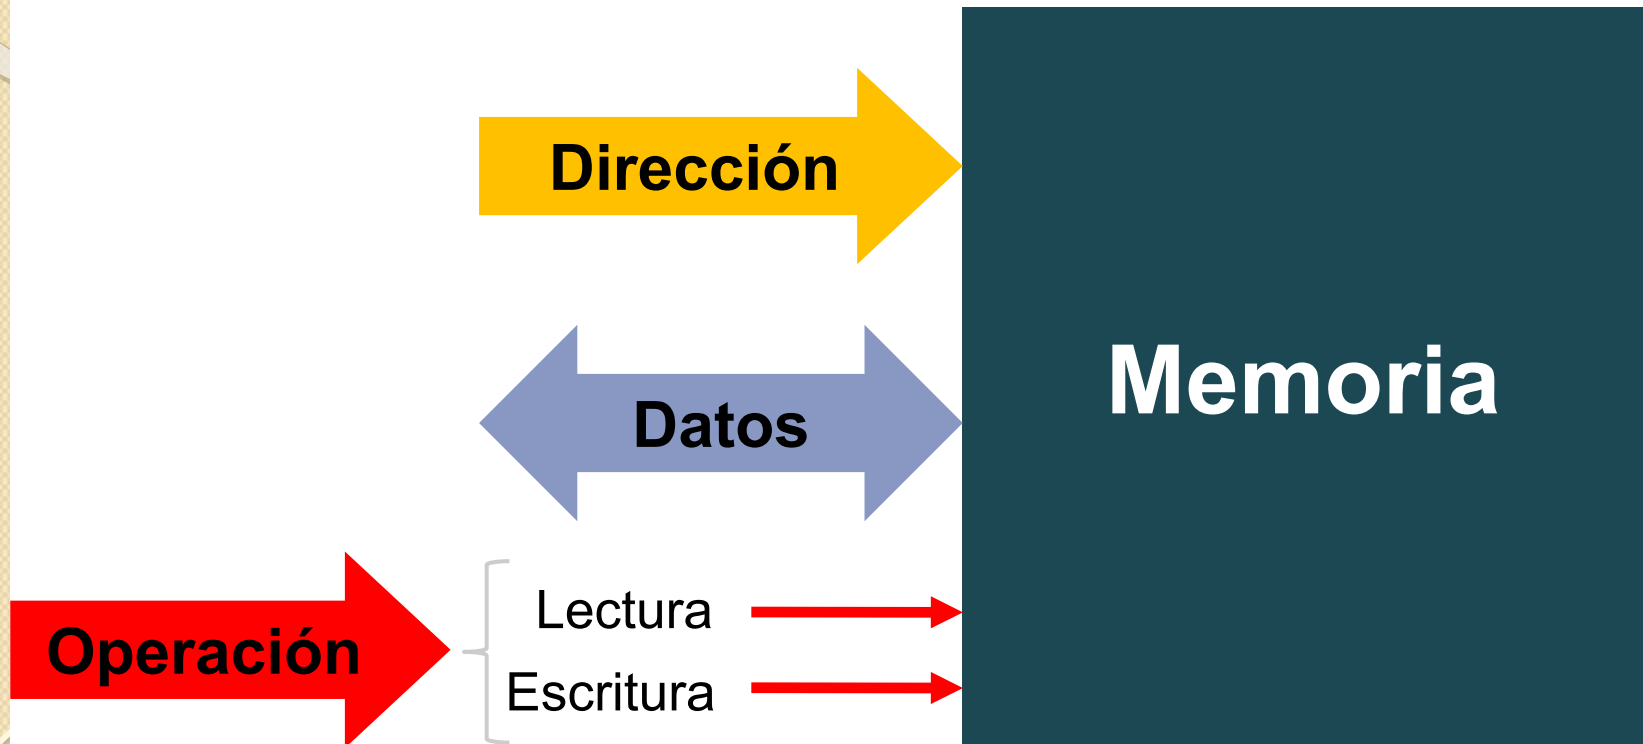 Dirección
Memoria
Datos
Lectura
Operación
Escritura